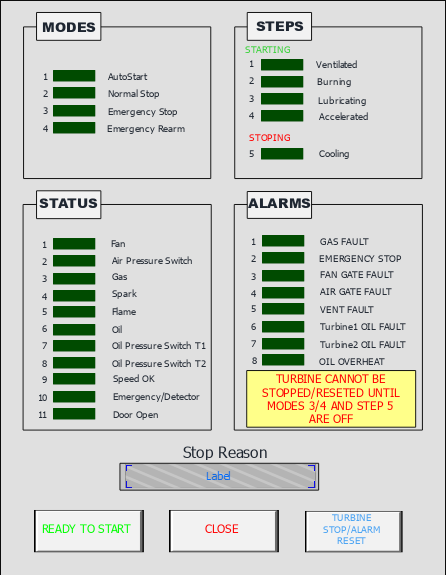 MODES
1 AutoStart
2 Normal Stop
3 Emergency Stop
4 Emergency Rearm
STEPS
STARTING
1 Ventilated
2 Burning
3 Lubricating
4 Accelerated
STOPING
5 Cooling
STATUS
1 Fan
2 Air Pressure Switch
3 Gas
4 Spark
5 Flame
6 Oil
7 Oil Pressure Switch T1
8 Oil Pressure Switch T2
9 Speed OK
10 Emergency/Detector
11 Door Open
ALARMS
1 GAS FAULT
2 EMERGENCY STOP
3 FAN GATE FAULT
4 AIR GATE FAULT
5 VENT FAULT
6 Turbine1 OIL FAULT
7 Turbine2 OIL FAULT
8 OIL OVERHEAT
TURBINE CANNOT BE
STOPPED/RESETED UNTIL
MODES 3/4 AND STEP 5
ARE OFF
Stop Reason
Label
READY TO START
CLOSE
TURBINE
STOP/ALARM
RESET